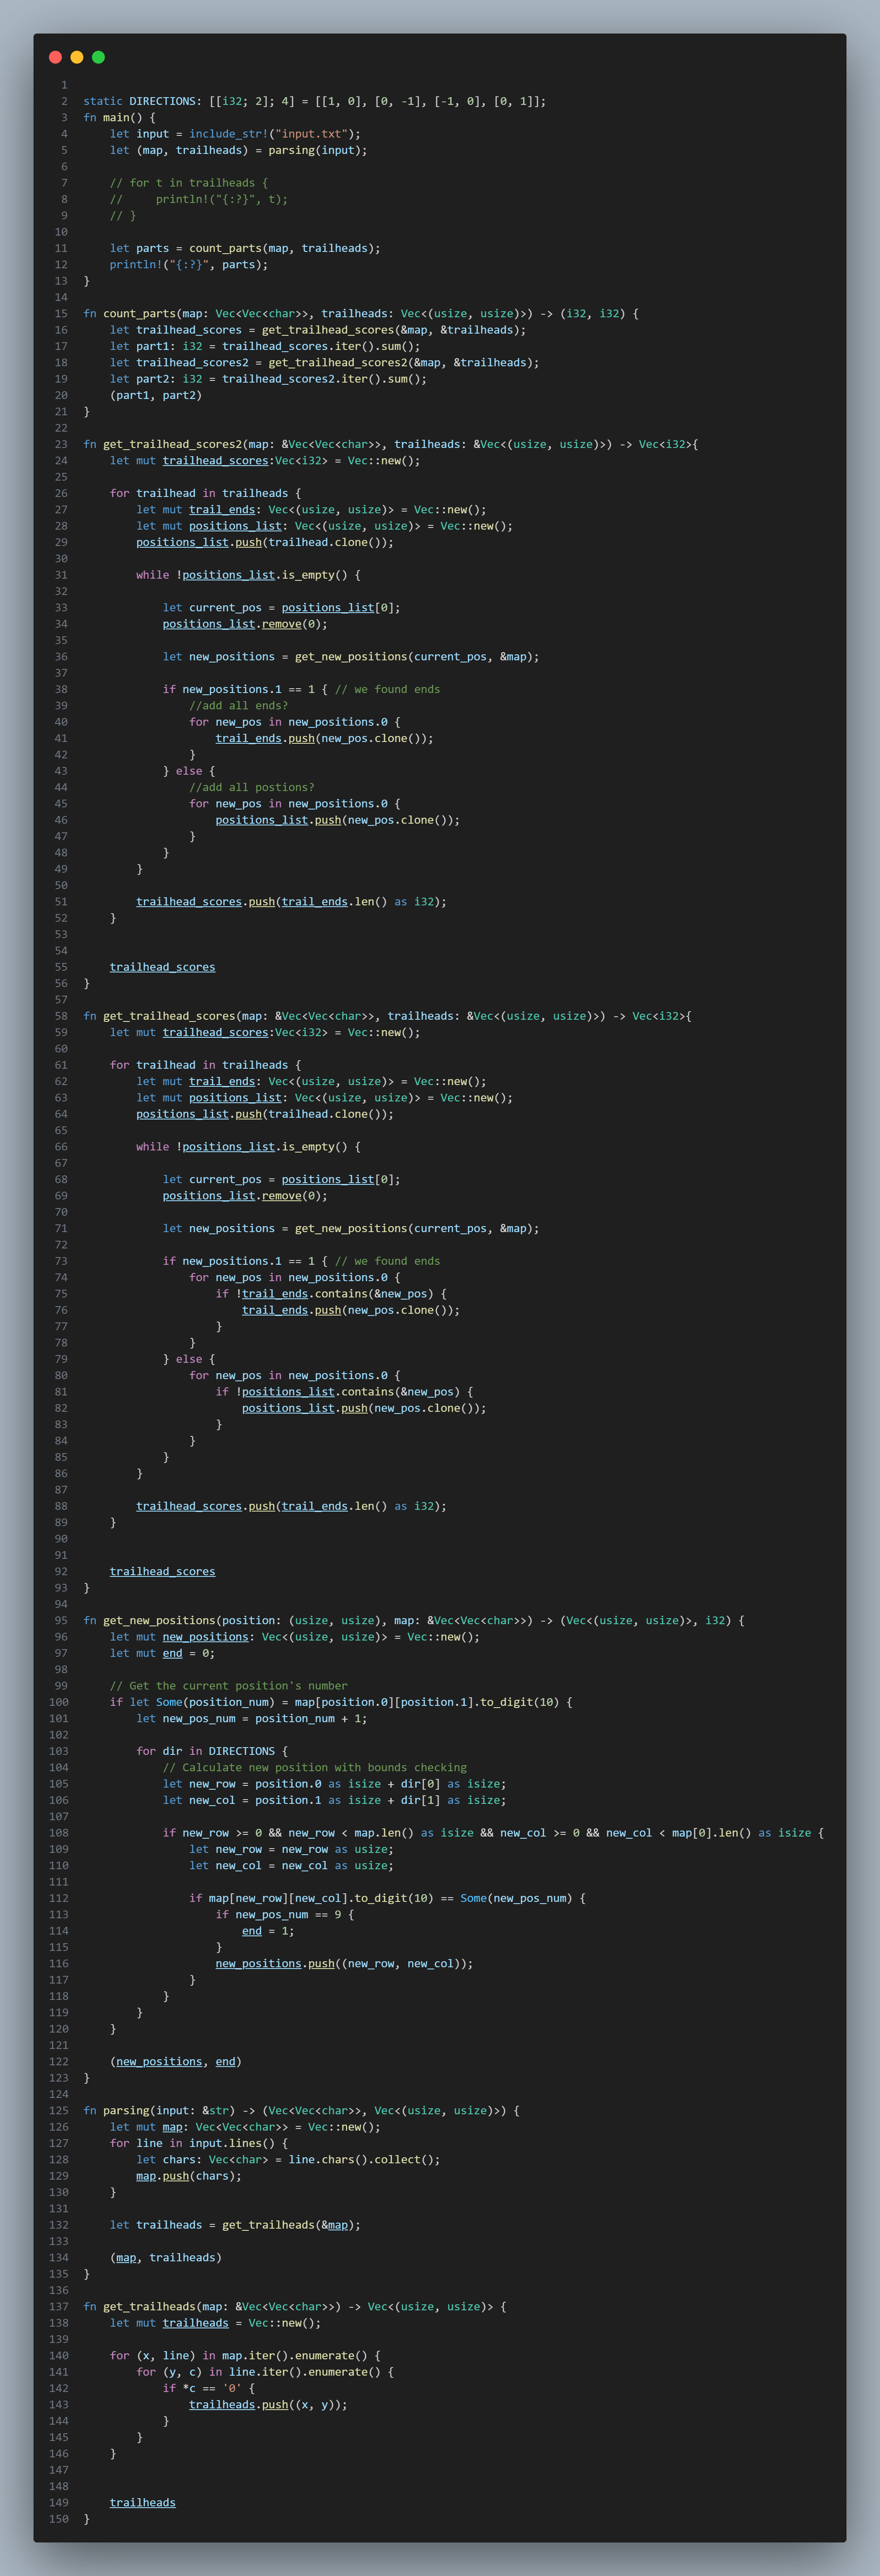 1
2 static DIRECTIONS: [[i32; 2]; 4] = [[1, 0], [0, -1], [-1, 0], [0, 1]];
3 fn main() {
4     let input = include_str!("input.txt");
5     let (map, trailheads) = parsing(input);
6
7     // for t in trailheads {
8     //     println!("{:?}", t);
9     // }
10
11     let parts = count_parts(map, trailheads);
12     println!("{:?}", parts);
13 }
14
15 fn count_parts(map: Vec<Vec<char>>, trailheads: Vec<(usize, usize)>) -> (i32, i32) {
16     let trailhead_scores = get_trailhead_scores(&map, &trailheads);
17     let part1: i32 = trailhead_scores.iter().sum();
18     let trailhead_scores2 = get_trailhead_scores2(&map, &trailheads);
19     let part2: i32 = trailhead_scores2.iter().sum();
20     (part1, part2)
21 }
22
23 fn get_trailhead_scores2(map: &Vec<Vec<char>>, trailheads: &Vec<(usize, usize)>) -> Vec<i32>{
24     let mut trailhead_scores:Vec<i32> = Vec::new();
25
26     for trailhead in trailheads {
27         let mut trail_ends: Vec<(usize, usize)> = Vec::new();
28         let mut positions_list: Vec<(usize, usize)> = Vec::new();
29         positions_list.push(trailhead.clone());
30
31         while !positions_list.is_empty() {
32
33             let current_pos = positions_list[0];
34             positions_list.remove(0);
35
36             let new_positions = get_new_positions(current_pos, &map);
37
38             if new_positions.1 == 1 { // we found ends
39                 //add all ends?
40                 for new_pos in new_positions.0 {
41                     trail_ends.push(new_pos.clone());
42                 }
43             } else {
44                 //add all postions?
45                 for new_pos in new_positions.0 {
46                     positions_list.push(new_pos.clone());
47                 }
48             }
49         }
50
51         trailhead_scores.push(trail_ends.len() as i32);
52     }
53
54
55     trailhead_scores
56 }
57
58 fn get_trailhead_scores(map: &Vec<Vec<char>>, trailheads: &Vec<(usize, usize)>) -> Vec<i32>{
59     let mut trailhead_scores:Vec<i32> = Vec::new();
60
61     for trailhead in trailheads {
62         let mut trail_ends: Vec<(usize, usize)> = Vec::new();
63         let mut positions_list: Vec<(usize, usize)> = Vec::new();
64         positions_list.push(trailhead.clone());
65
66         while !positions_list.is_empty() {
67
68             let current_pos = positions_list[0];
69             positions_list.remove(0);
70
71             let new_positions = get_new_positions(current_pos, &map);
72
73             if new_positions.1 == 1 { // we found ends
74                 for new_pos in new_positions.0 {
75                     if !trail_ends.contains(&new_pos) {
76                         trail_ends.push(new_pos.clone());
77                     }
78                 }
79             } else {
80                 for new_pos in new_positions.0 {
81                     if !positions_list.contains(&new_pos) {
82                         positions_list.push(new_pos.clone());
83                     }
84                 }
85             }
86         }
87
88         trailhead_scores.push(trail_ends.len() as i32);
89     }
90
91
92     trailhead_scores
93 }
94
95 fn get_new_positions(position: (usize, usize), map: &Vec<Vec<char>>) -> (Vec<(usize, usize)>, i32) {
96     let mut new_positions: Vec<(usize, usize)> = Vec::new();
97     let mut end = 0;
98
99     // Get the current position's number
100     if let Some(position_num) = map[position.0][position.1].to_digit(10) {
101         let new_pos_num = position_num + 1;
102
103         for dir in DIRECTIONS {
104             // Calculate new position with bounds checking
105             let new_row = position.0 as isize + dir[0] as isize;
106             let new_col = position.1 as isize + dir[1] as isize;
107
108             if new_row >= 0 && new_row < map.len() as isize && new_col >= 0 && new_col < map[0].len() as isize {
109                 let new_row = new_row as usize;
110                 let new_col = new_col as usize;
111
112                 if map[new_row][new_col].to_digit(10) == Some(new_pos_num) {
113                     if new_pos_num == 9 {
114                         end = 1;
115                     }
116                     new_positions.push((new_row, new_col));
117                 }
118             }
119         }
120     }
121
122     (new_positions, end)
123 }
124
125 fn parsing(input: &str) -> (Vec<Vec<char>>, Vec<(usize, usize)>) {
126     let mut map: Vec<Vec<char>> = Vec::new();
127     for line in input.lines() {
128         let chars: Vec<char> = line.chars().collect();
129         map.push(chars);
130     }
131
132     let trailheads = get_trailheads(&map);
133
134     (map, trailheads)
135 }
136
137 fn get_trailheads(map: &Vec<Vec<char>>) -> Vec<(usize, usize)> {
138     let mut trailheads = Vec::new();
139
140     for (x, line) in map.iter().enumerate() {
141         for (y, c) in line.iter().enumerate() {
142             if *c == '0' {
143                 trailheads.push((x, y));
144             }
145         }
146     }
147
148
149     trailheads
150 }